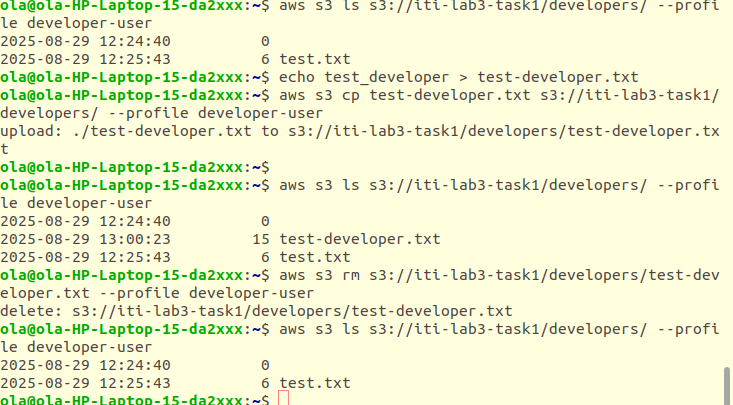 ola@ola-HP-Laptop-15-da2xxx:~$ aws s3 ls s3://iti-lab3-task1/developers/ --profi
le developer-user
2025-08-29 12:24:40          0
2025-08-29 12:25:43          6 test.txt
ola@ola-HP-Laptop-15-da2xxx:~$ echo test_developer > test-developer.txt
ola@ola-HP-Laptop-15-da2xxx:~$ aws s3 cp test-developer.txt s3://iti-lab3-task1/
developers/ --profile developer-user
upload: ./test-developer.txt to s3://iti-lab3-task1/developers/test-developer.tx
t
ola@ola-HP-Laptop-15-da2xxx:~$
ola@ola-HP-Laptop-15-da2xxx:~$ aws s3 ls s3://iti-lab3-task1/developers/ --profi
le developer-user
2025-08-29 12:24:40          0
2025-08-29 13:00:23         15 test-developer.txt
2025-08-29 12:25:43          6 test.txt
ola@ola-HP-Laptop-15-da2xxx:~$ aws s3 rm s3://iti-lab3-task1/developers/test-dev
eloper.txt --profile developer-user
delete: s3://iti-lab3-task1/developers/test-developer.txt
ola@ola-HP-Laptop-15-da2xxx:~$ aws s3 ls s3://iti-lab3-task1/developers/ --profi
le developer-user
2025-08-29 12:24:40          0
2025-08-29 12:25:43          6 test.txt
ola@ola-HP-Laptop-15-da2xxx:~$